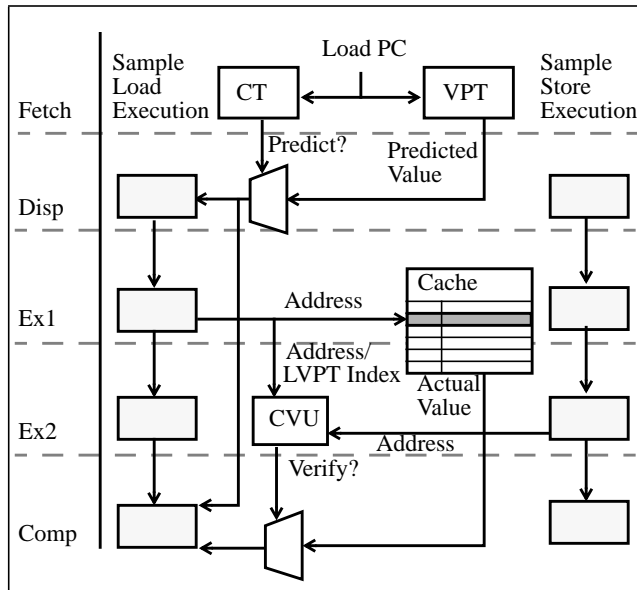 Load PC
Sample
Load
Execution
CT
VPT
Sample
Store
Execution
Fetch
Predict?
Predicted
Value
Disp
Cache
Ex1
Address
Address/
LVPT Index
Actual
Value
CVU
Ex2
Address
Verify?
Comp